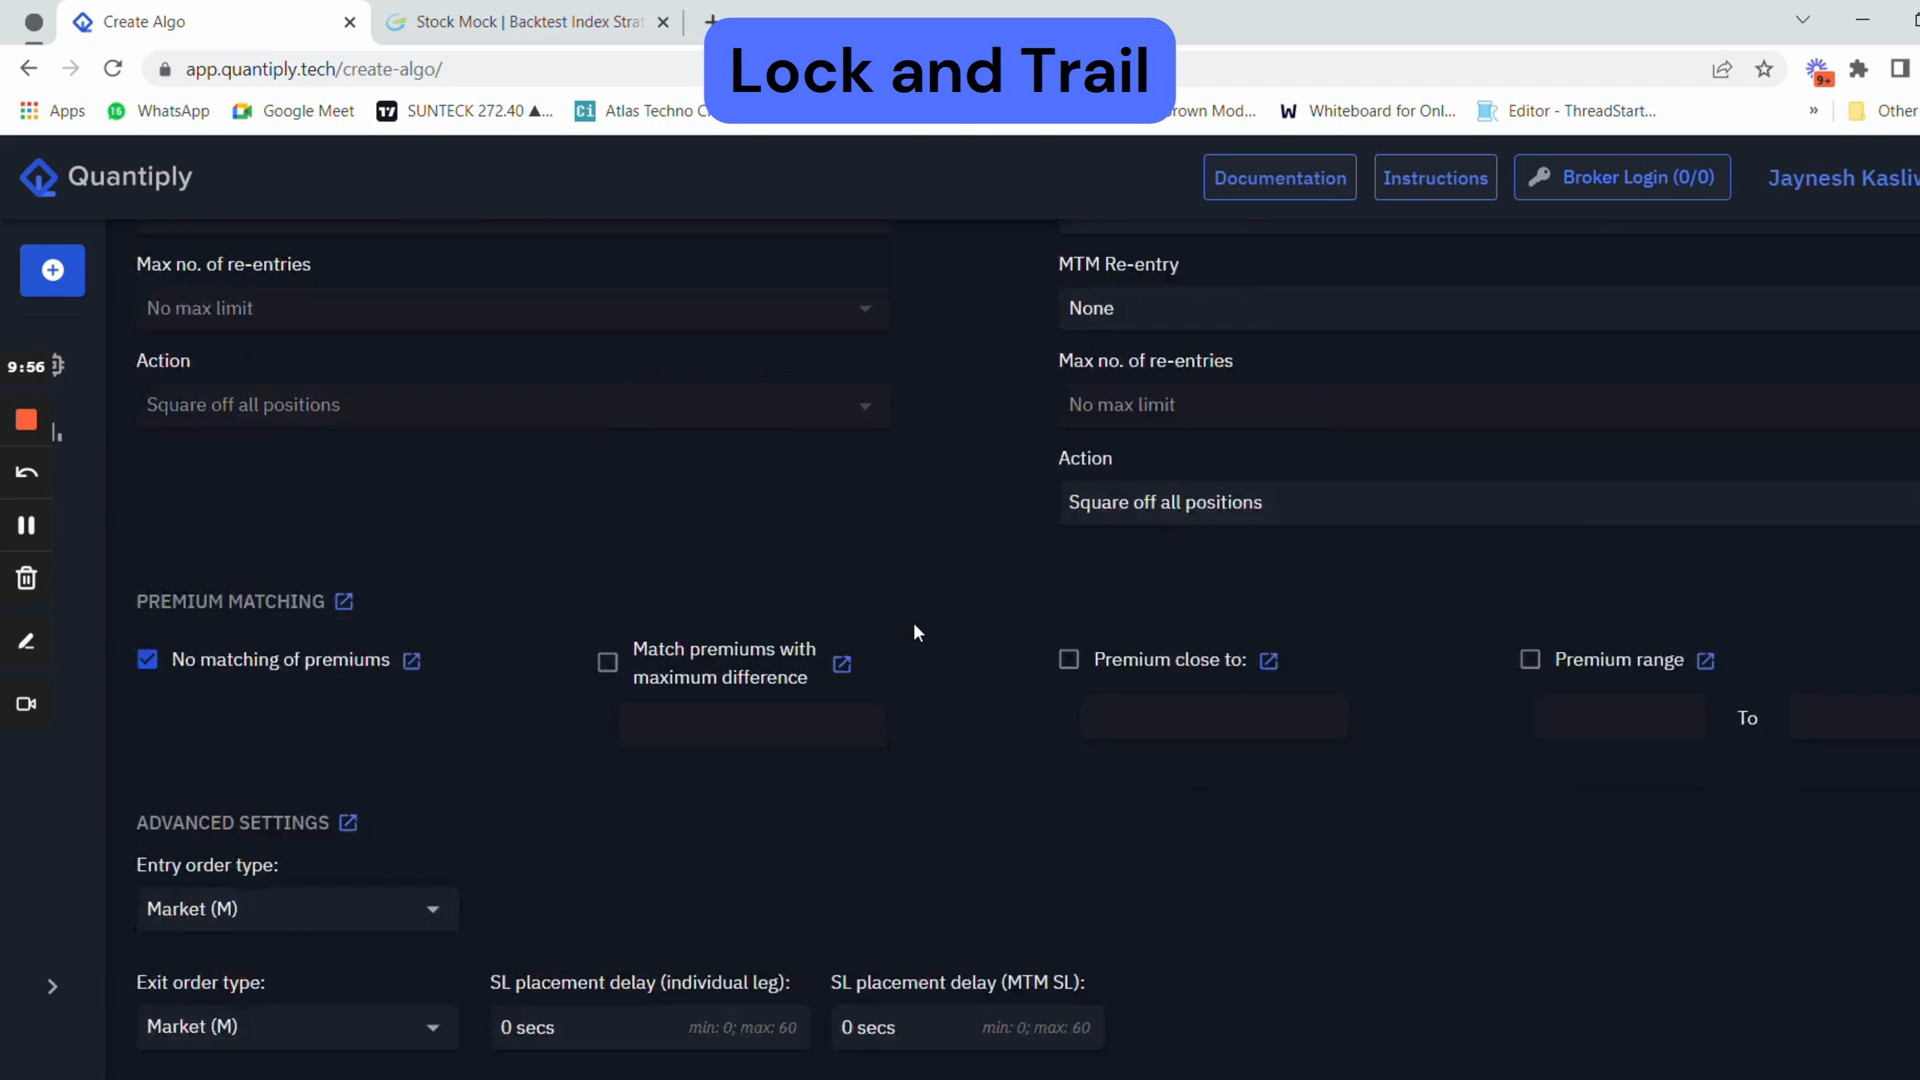 Create Algo
Stock Mock | Backtest Index Strat
Lock and Trail
app.quantiply.tech/create-algo/
9+
Apps
16
WhatsApp
Google Meet
SUNTECK 272.40 ▲...
Ci
Atlas Techno C
rown Mod...
W
Whiteboard for Onl...
Editor - ThreadStart...
»
Other
Quantiply
Documentation
Instructions
Broker Login (0/0)
Jaynesh Kasliv
Max no. of re-entries
MTM Re-entry
No max limit
None
9:56
Action
Max no. of re-entries
Square off all positions
No max limit
Action
Square off all positions
PREMIUM MATCHING
No matching of premiums
Match premiums with
maximum difference
Premium close to:
Premium range
To
ADVANCED SETTINGS
Entry order type:
Market (M)
Exit order type:
SL placement delay (individual leg):
SL placement delay (MTM SL):
Market (M)
0 secs
min: 0; max: 60
0 secs
min: 0; max: 60